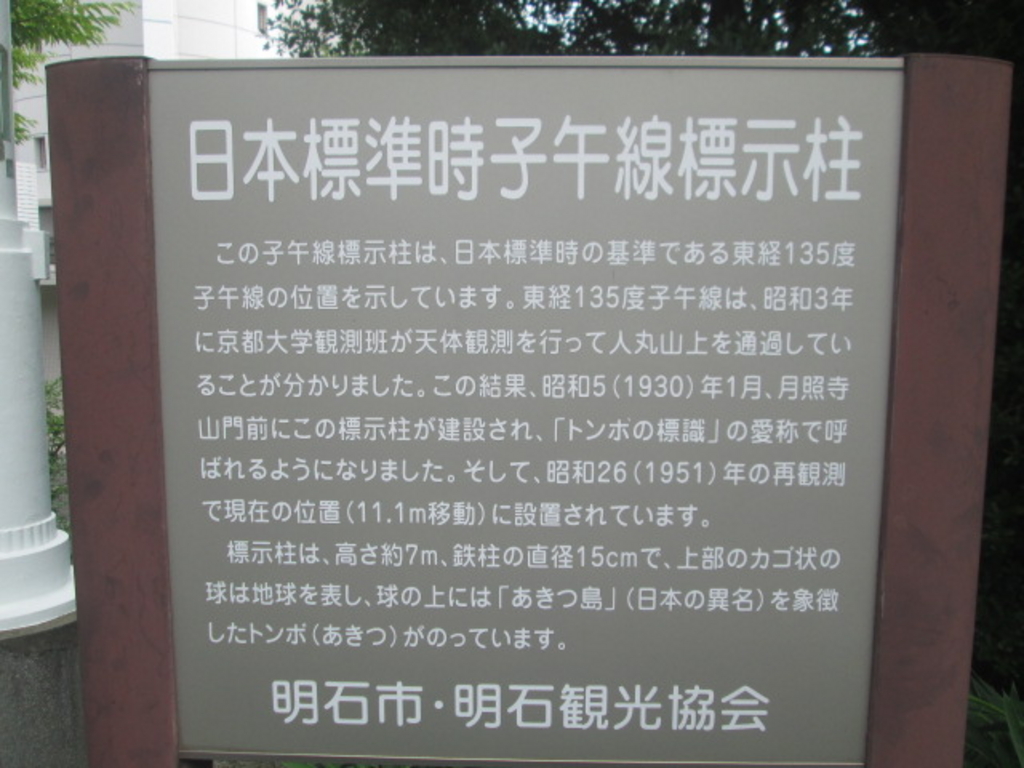 日本標準時子午線標示柱
この子午線標示柱は、日本標準時の基準である東経135度
子午線の位置を示しています。東経135度子午線は、昭和3年
に京都大学観測班が天体観測を行って人丸山上を通過してい
ることが分かりました。この結果、昭和5(1930)年1月、月照寺
山門前にこの標示柱が建設され、「トンボの標識」の愛称で呼
ばれるようになりました。そして、昭和26(1951)年の再観測
で現在の位置(11.1m移動)に設置されています。
標示柱は、高さ約7m、鉄柱の直径15cmで、上部のカゴ状の
球は地球を表し、球の上には「あきつ島」(日本の異名)を象徴
したトンボ(あきつ)がのっています。
明石市・明石観光協会